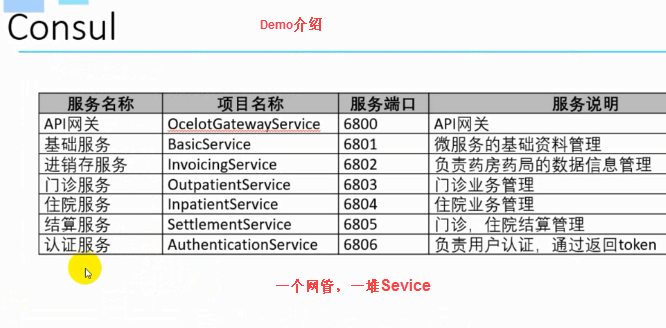 Consul
Demo介绍
服务名称 项目名称 服务端口 服务说明
API网关 OcelotGatewayService 6800 API网关
基础服务 BasicService 6801 微服务的基础资料管理
进销存服务 InvoicingService 6802 负责药房药局的数据信息管理
门诊服务 OutpatientService 6803 门诊业务管理
住院服务 InpatientService 6804 住院业务管理
结算服务 SettlementService 6805 门诊，住院结算管理
认证服务 AuthenticationService 6806 负责用户认证，通过返回token
一个网管，一堆Sevice